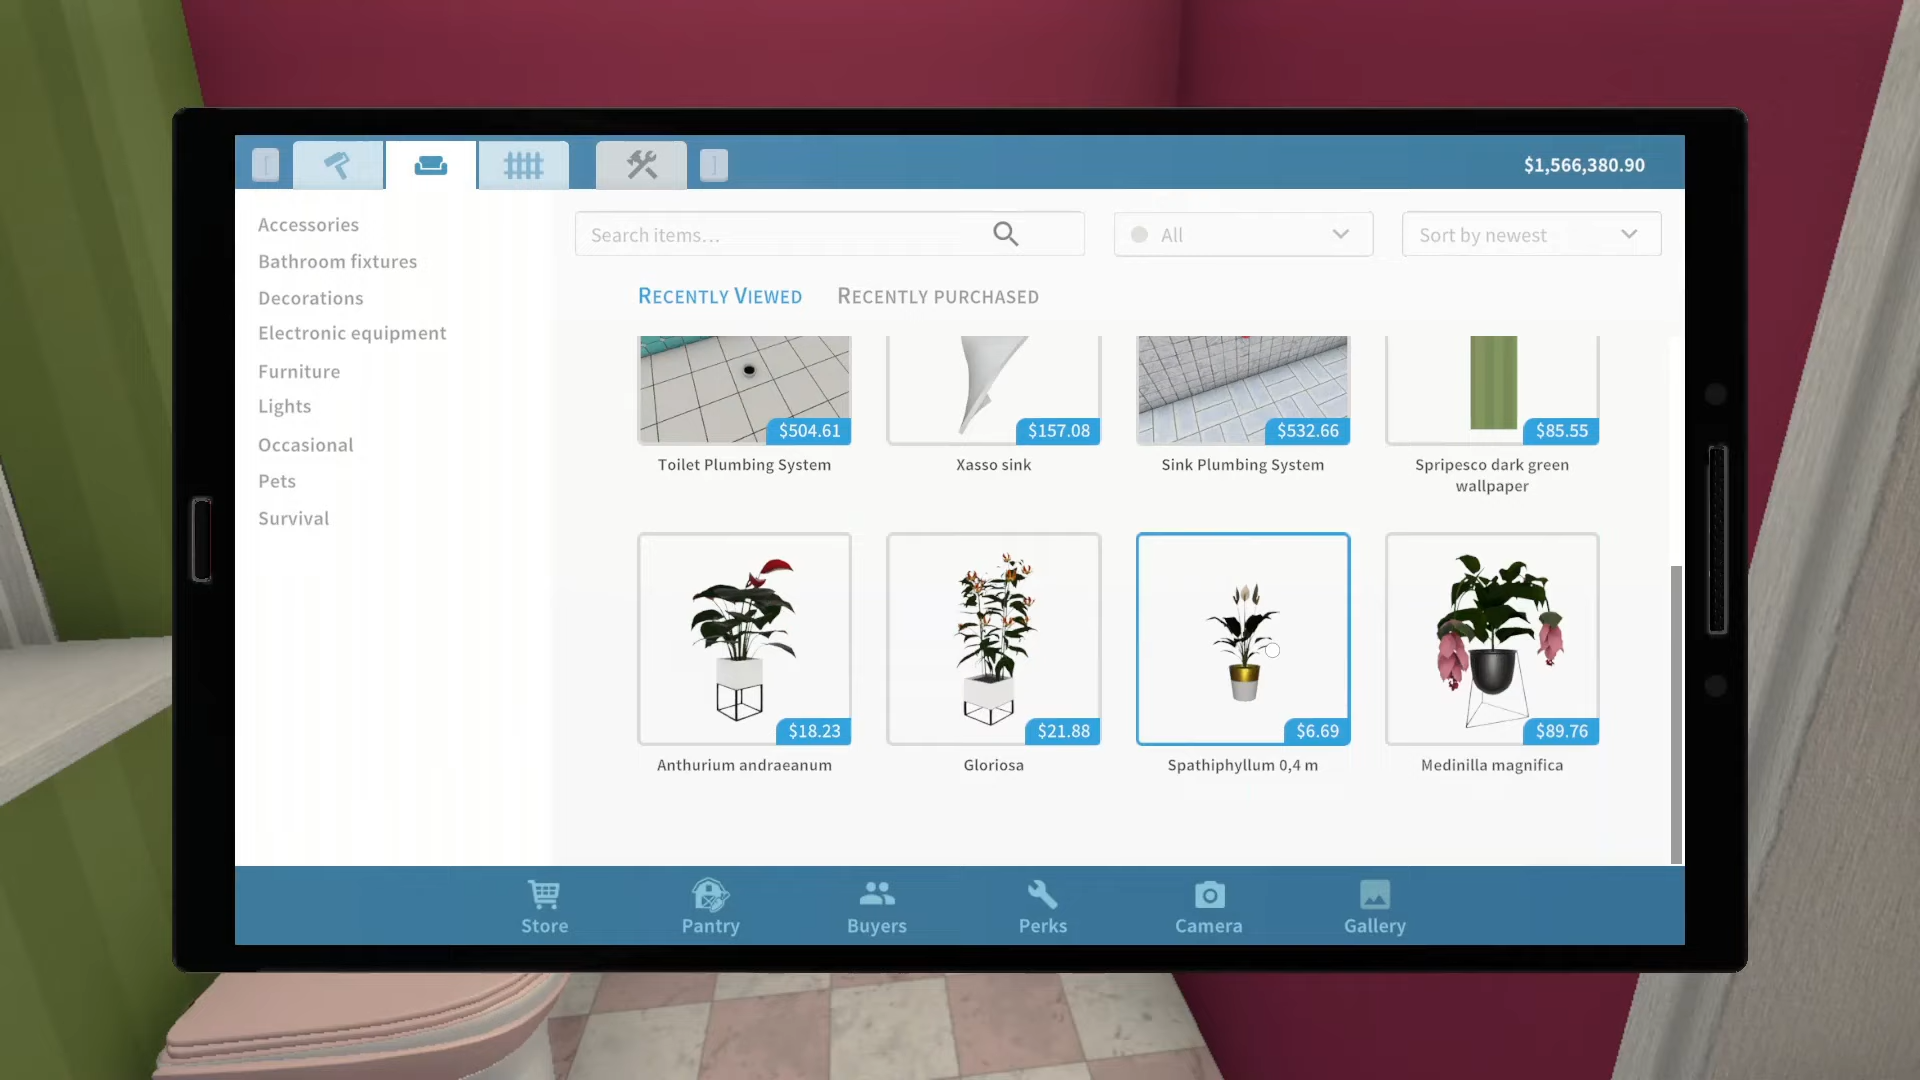 [
]
$1,566,380.90
Accessories
Bathroom fixtures
Decorations
Electronic equipment
Furniture
Lights
Occasional
Pets
Survival
Search items...
All
Sort by newest
RECENTLY VIEWED
RECENTLY PURCHASED
$504.61
$157.08
$532.66
$85.55
Toilet Plumbing System
Xasso sink
Sink Plumbing System
Spripesco dark green
wallpaper
$18.23
$21.88
$6.69
$89.76
Anthurium andraeanum
Gloriosa
Spathiphyllum 0,4 m
Medinilla magnifica
Store
Pantry
Buyers
Perks
Camera
Gallery